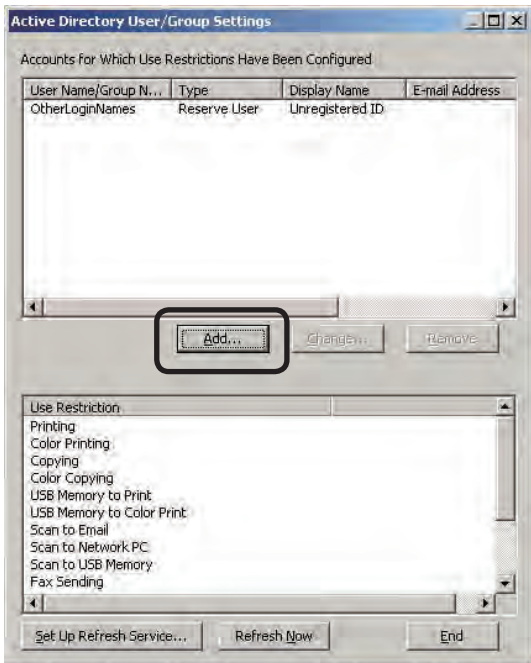 Active Directory User/Group Settings
Accounts for Which Use Restrictions Have Been Configured
User Name/Group N... Type Display Name E-mail Address
OtherLoginNames Reserve User Unregistered ID
Add... Change... Remove
Use Restriction
Printing
Color Printing
Copying
Color Copying
USB Memory to Print
USB Memory to Color Print
Scan to Email
Scan to Network PC
Scan to USB Memory
Fax Sending
Set Up Refresh Service... Refresh Now End